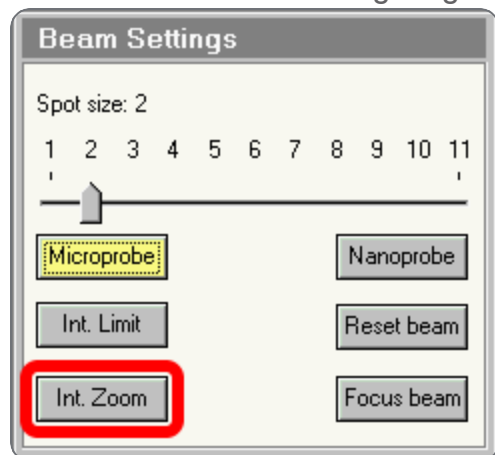 Beam Settings
Spot size: 2
1 2 3 4 5 6 7 8 9 10 11
Microprobe Nanoprobe
Int. Limit Reset beam
Int. Zoom Focus beam